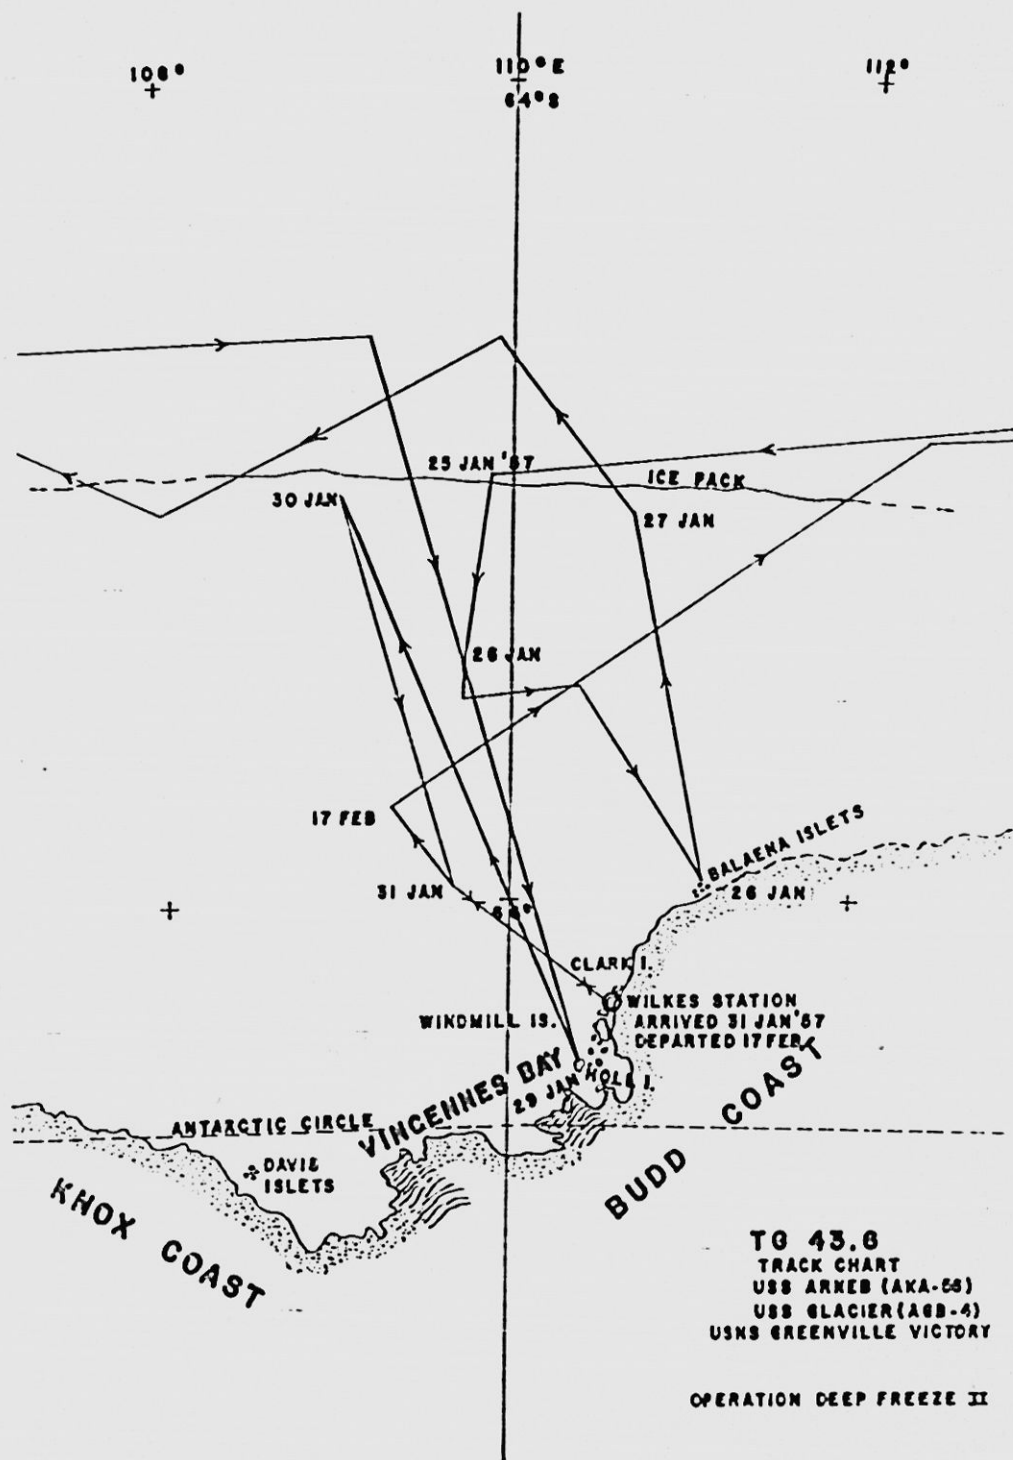 108°
110° E
112°
64° S
25 JAN '57
ICE PACK
30 JAN
27 JAN
26 JAN
17 FEB
BALAENA ISLETS
31 JAN
26 JAN
66°
CLARK I.
WILKES STATION
WINDMILL IS.
ARRIVED 31 JAN '57
DEPARTED 17 FEB
VINCENNES BAY
HOLL I.
29 JAN
BUDD COAST
ANTARCTIC CIRCLE
DAVIS
ISLETS
KNOX COAST
TG 43.6
TRACK CHART
USS ARNEB (AKA-56)
USS GLACIER (AGB-4)
USNS GREENVILLE VICTORY
OPERATION DEEP FREEZE II